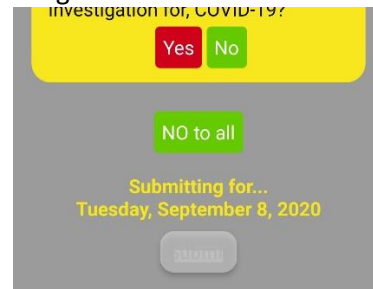 investigation for, COVID-19?
Yes No
NO to all
Submitting for...
Tuesday, September 8, 2020